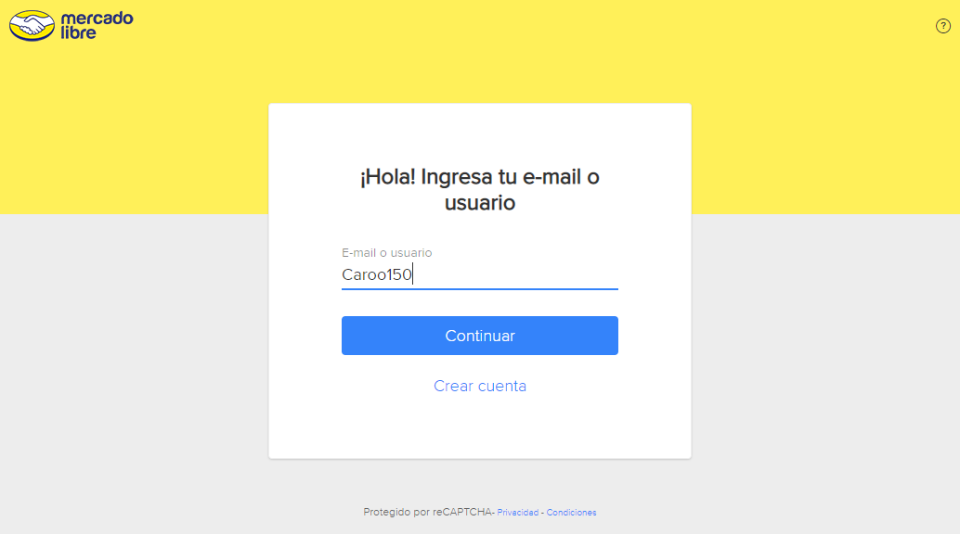 mercado
libre
?
¡Hola! Ingresa tu e-mail o
usuario
E-mail o usuario
Caroo150
Continuar
Crear cuenta
Protegido por reCAPTCHA- Privacidad - Condiciones